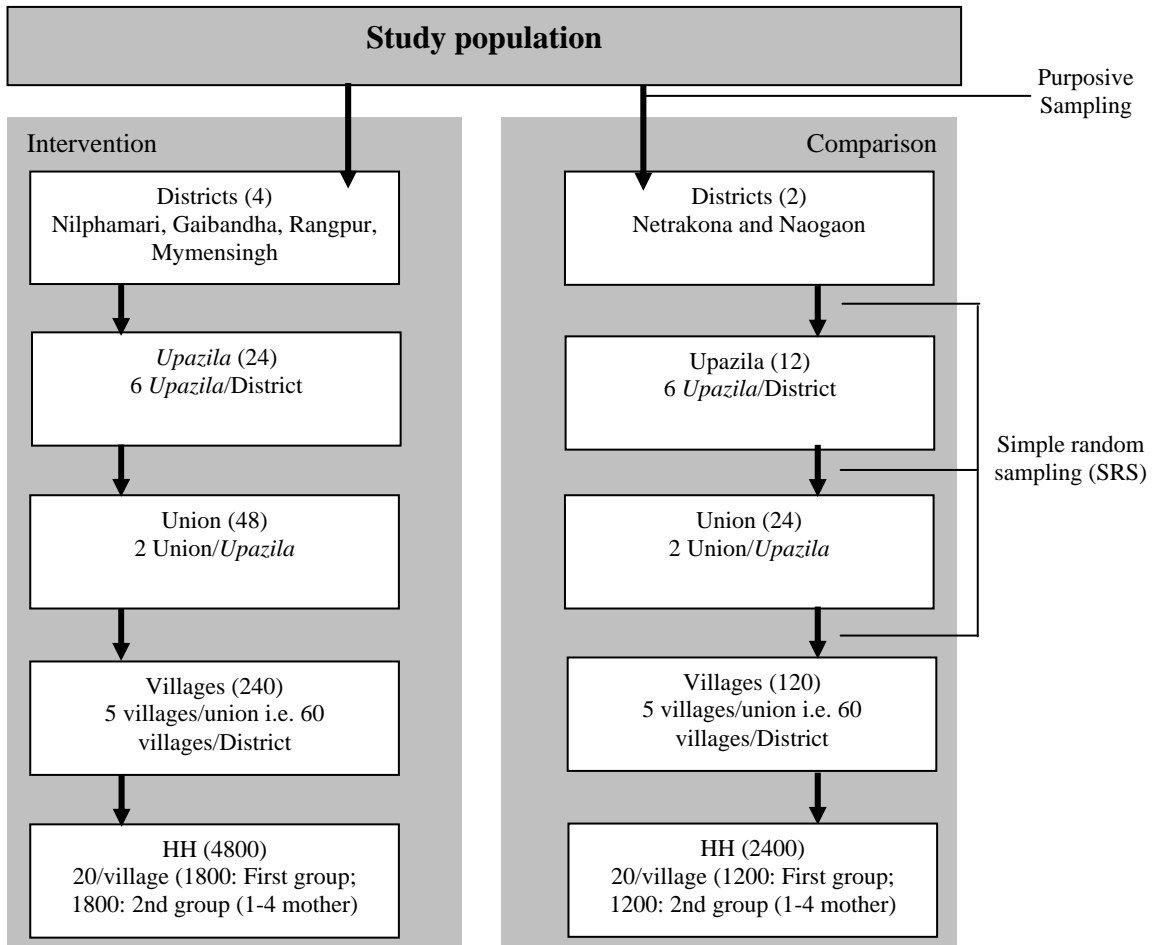 Study population
Purposive
Sampling
Intervention
Districts (4)
Nilphamari, Gaibandha, Rangpur,
Mymensingh
Upazila (24)
6 Upazila/District
Union (48)
2 Union/Upazila
Villages (240)
5 villages/union i.e. 60
villages/District
HH (4800)
20/village (1800: First group;
1800: 2nd group (1-4 mother)
Comparison
Districts (2)
Netrakona and Naogaon
Upazila (12)
6 Upazila/District
Union (24)
2 Union/Upazila
Villages (120)
5 villages/union i.e. 60
villages/District
HH (2400)
20/village (1200: First group;
1200: 2nd group (1-4 mother)
Simple random
sampling (SRS)